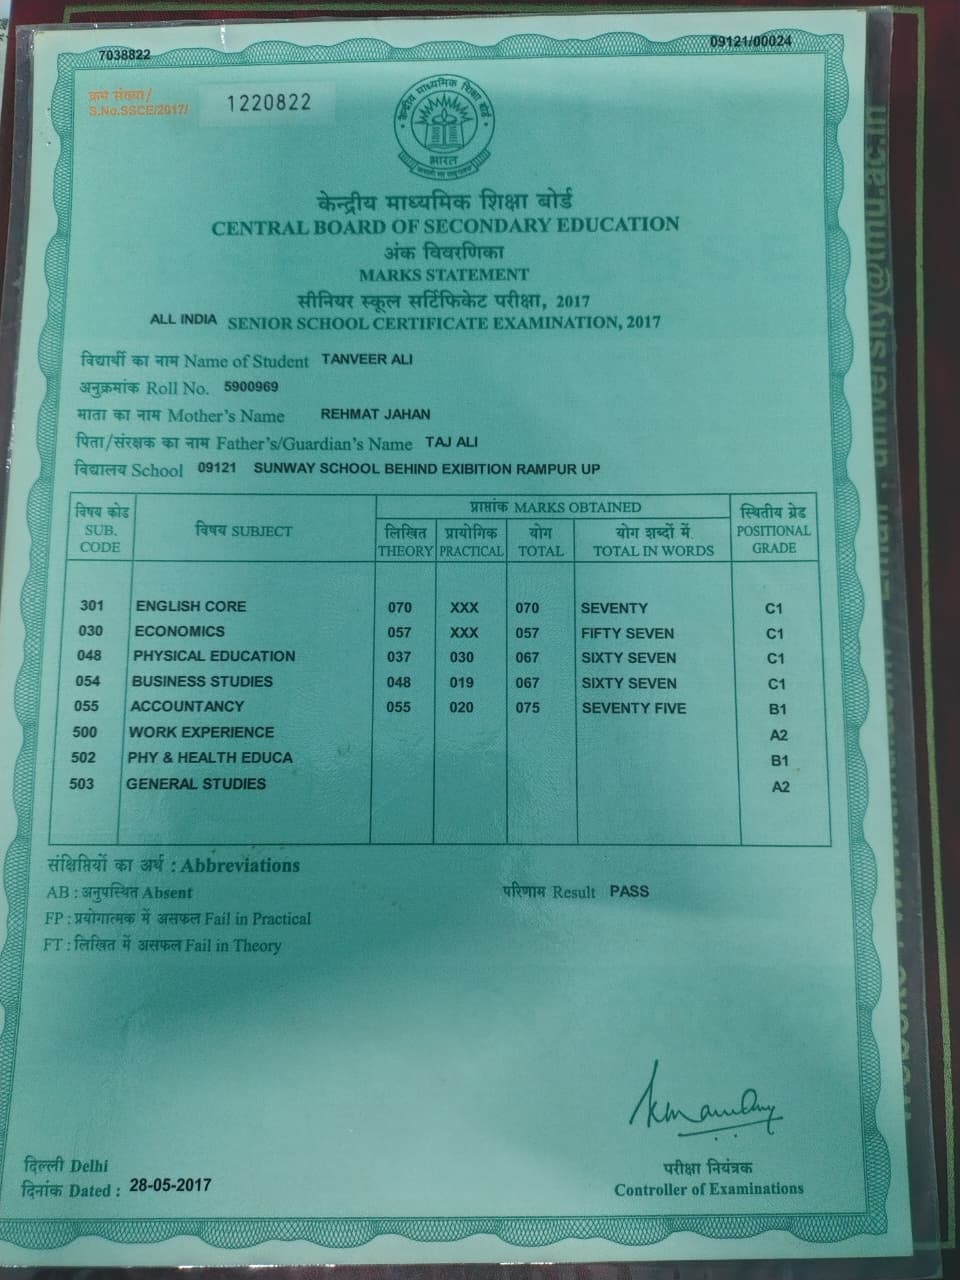 7038822
09121/00024
क्रम संख्या/
S.No.SSCE/2017/ 1220822
केन्द्रीय माध्यमिक शिक्षा बोर्ड
भारत
केन्द्रीय माध्यमिक शिक्षा बोर्ड
CENTRAL BOARD OF SECONDARY EDUCATION
अंक विवरणिका
MARKS STATEMENT
सीनियर स्कूल सर्टिफिकेट परीक्षा, 2017
ALL INDIA SENIOR SCHOOL CERTIFICATE EXAMINATION, 2017
विद्यार्थी का नाम Name of Student TANVEER ALI
अनुक्रमांक Roll No. 5900969
माता का नाम Mother's Name REHMAT JAHAN
पिता/संरक्षक का नाम Father's/Guardian's Name TAJ ALI
विद्यालय School 09121 SUNWAY SCHOOL BEHIND EXIBITION RAMPUR UP
विषय कोड SUB. CODE
विषय SUBJECT
प्राप्तांक MARKS OBTAINED
लिखित THEORY
प्रायोगिक PRACTICAL
योग TOTAL
योग शब्दों में TOTAL IN WORDS
स्थितीय ग्रेड POSITIONAL GRADE
301 ENGLISH CORE 070 XXX 070 SEVENTY C1
030 ECONOMICS 057 XXX 057 FIFTY SEVEN C1
048 PHYSICAL EDUCATION 037 030 067 SIXTY SEVEN C1
054 BUSINESS STUDIES 048 019 067 SIXTY SEVEN C1
055 ACCOUNTANCY 055 020 075 SEVENTY FIVE B1
500 WORK EXPERIENCE A2
502 PHY & HEALTH EDUCA B1
503 GENERAL STUDIES A2
संक्षिप्तियों का अर्थ : Abbreviations
AB : अनुपस्थित Absent
परिणाम Result PASS
FP : प्रयोगात्मक में असफल Fail in Practical
FT : लिखित में असफल Fail in Theory
दिल्ली Delhi
दिनांक Dated : 28-05-2017
परीक्षा नियंत्रक
Controller of Examinations
university@tmu.ac.in